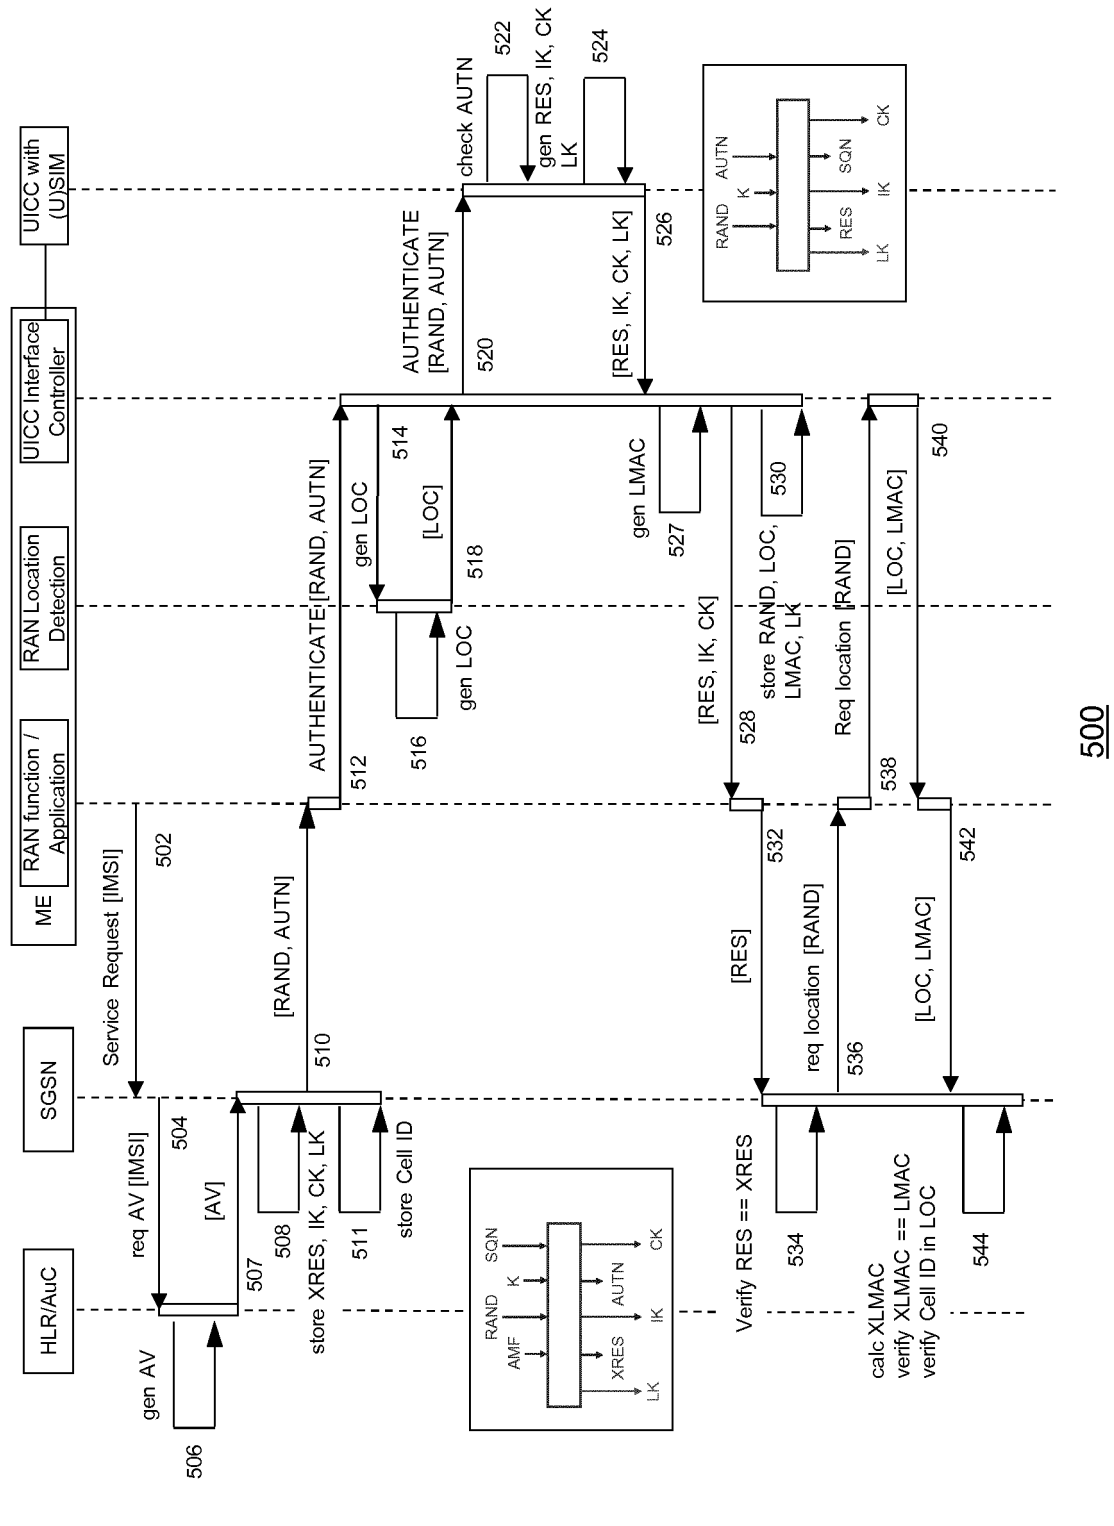 HLR/AuC
SGSN
ME
RAN function /
Application
RAN Location
Detection
UICC Interface
Controller
UICC with
(U)SIM
Service Request [IMSI]
502
req AV [IMSI]
504
gen AV
506
[AV]
507
508
store XRES, IK, CK, LK
[RAND, AUTN]
510
511
store Cell ID
AUTHENTICATE [RAND, AUTN]
512
gen LOC
514
516
gen LOC
[LOC]
518
AUTHENTICATE
[RAND, AUTN]
520
check AUTN
522
gen RES, IK, CK
LK
524
[RES, IK, CK, LK]
526
gen LMAC
527
[RES, IK, CK]
528
530
store RAND, LOC,
LMAC, LK
[RES]
532
Verify RES == XRES
534
req location [RAND]
536
Req location [RAND]
538
[LOC, LMAC]
540
[LOC, LMAC]
542
calc XLMAC
verify XLMAC == LMAC
verify Cell ID in LOC
544
AMF
RAND
K
SQN
LK
XRES
IK
AUTN
CK
RAND
K
AUTN
LK
RES
IK
SQN
CK
500